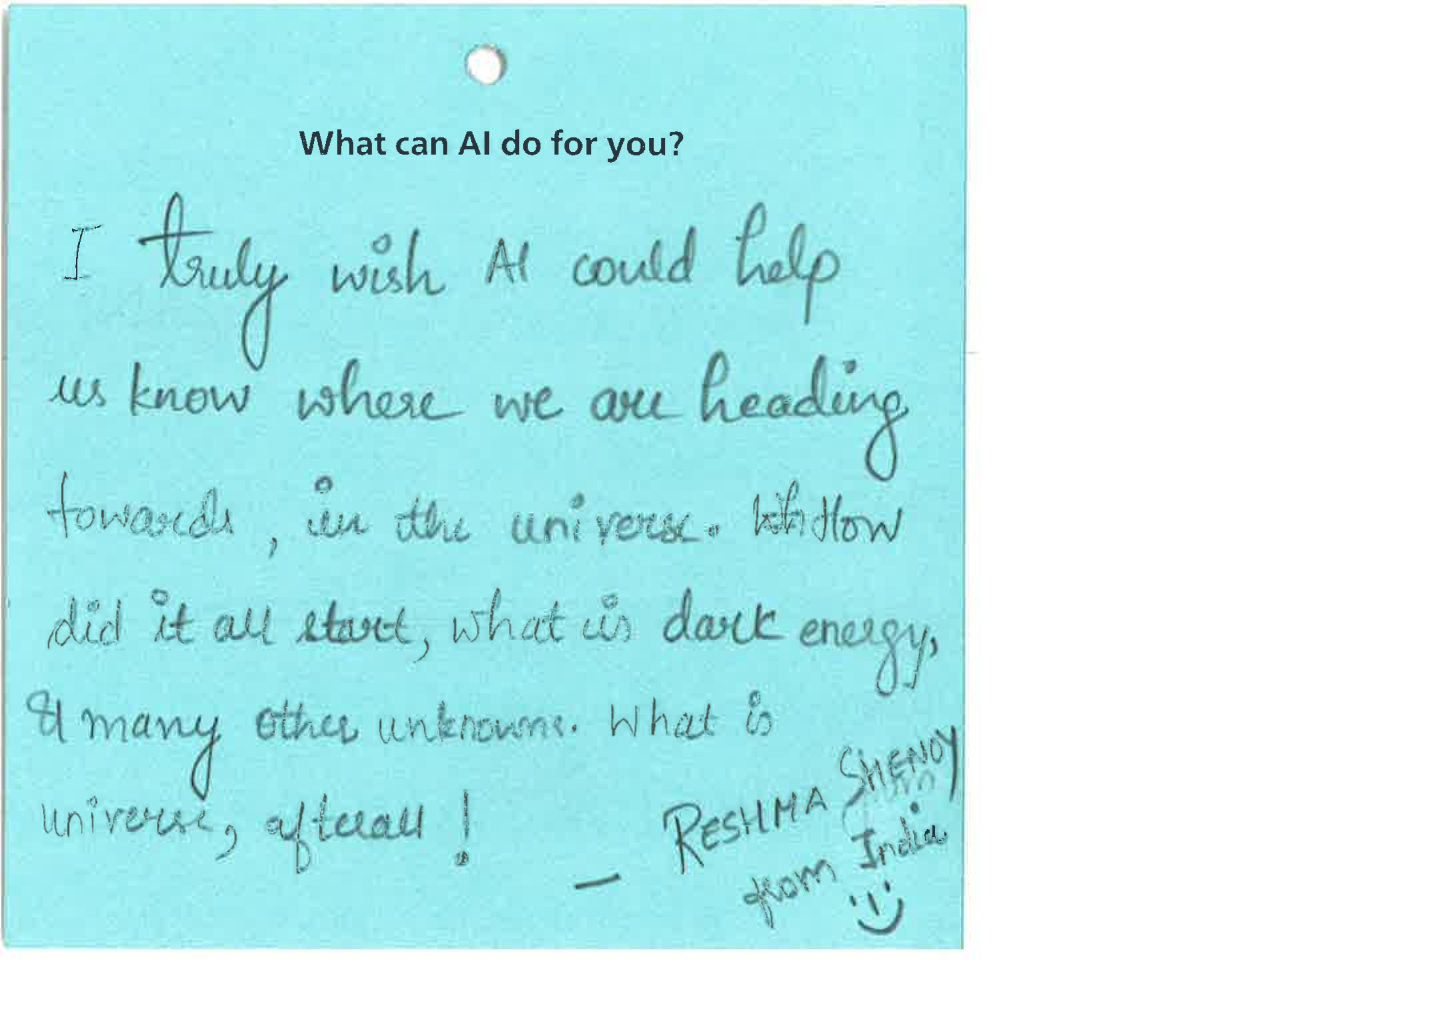 What can AI do for you?
I truly wish AI could help
us know where we are heading
towards, in the universe. How
did it all start, what is dark energy,
& many other unknowns. What is
universe, afterall!
— RESHMA SHENOY
from India